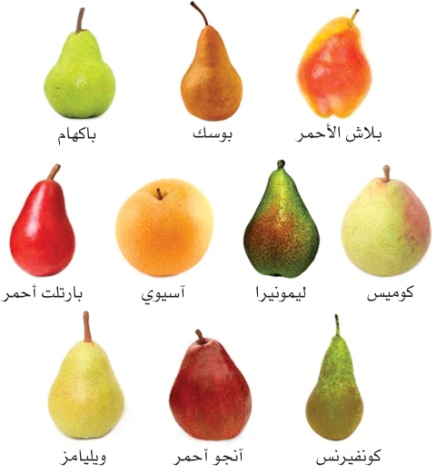 بلاش الأحمر
بوسك
باكهام
كوميس
ليمونيرا
آسيوي
بارتلت أحمر
كونفيرنس
آنجو أحمر
ويليامز